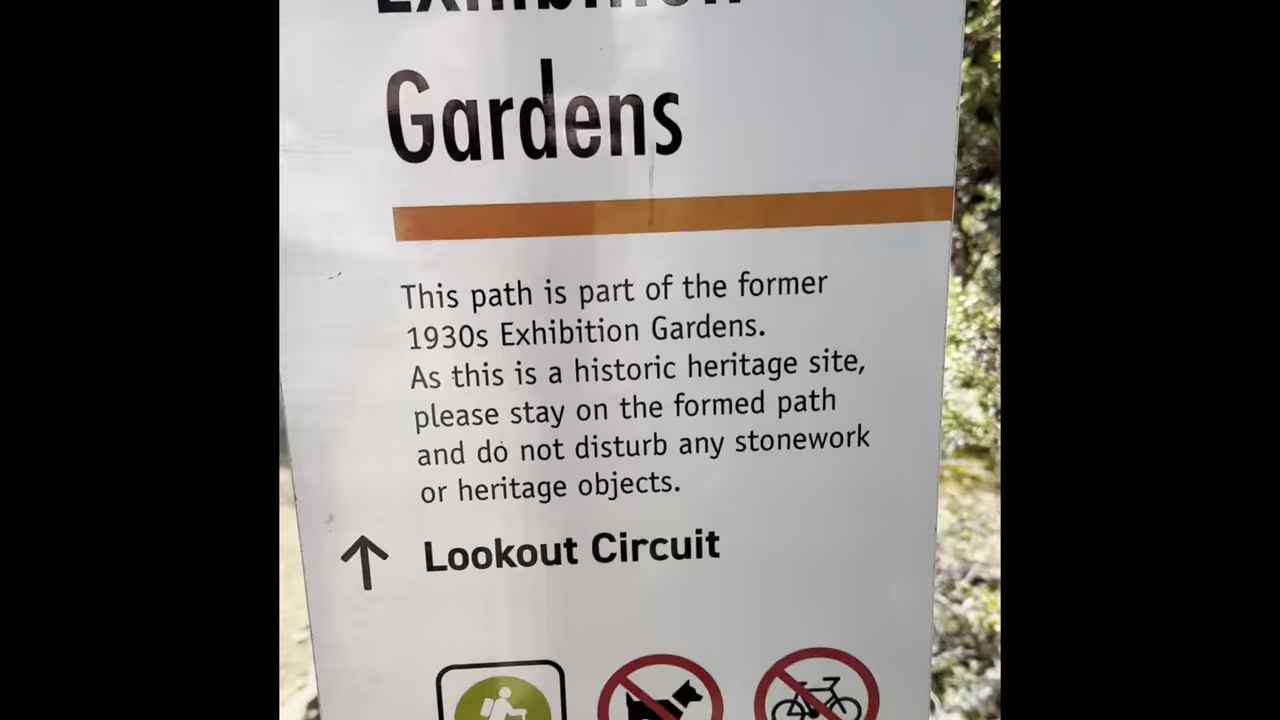 Exhibition
Gardens
This path is part of the former
1930s Exhibition Gardens.
As this is a historic heritage site,
please stay on the formed path
and do not disturb any stonework
or heritage objects.
↑ Lookout Circuit